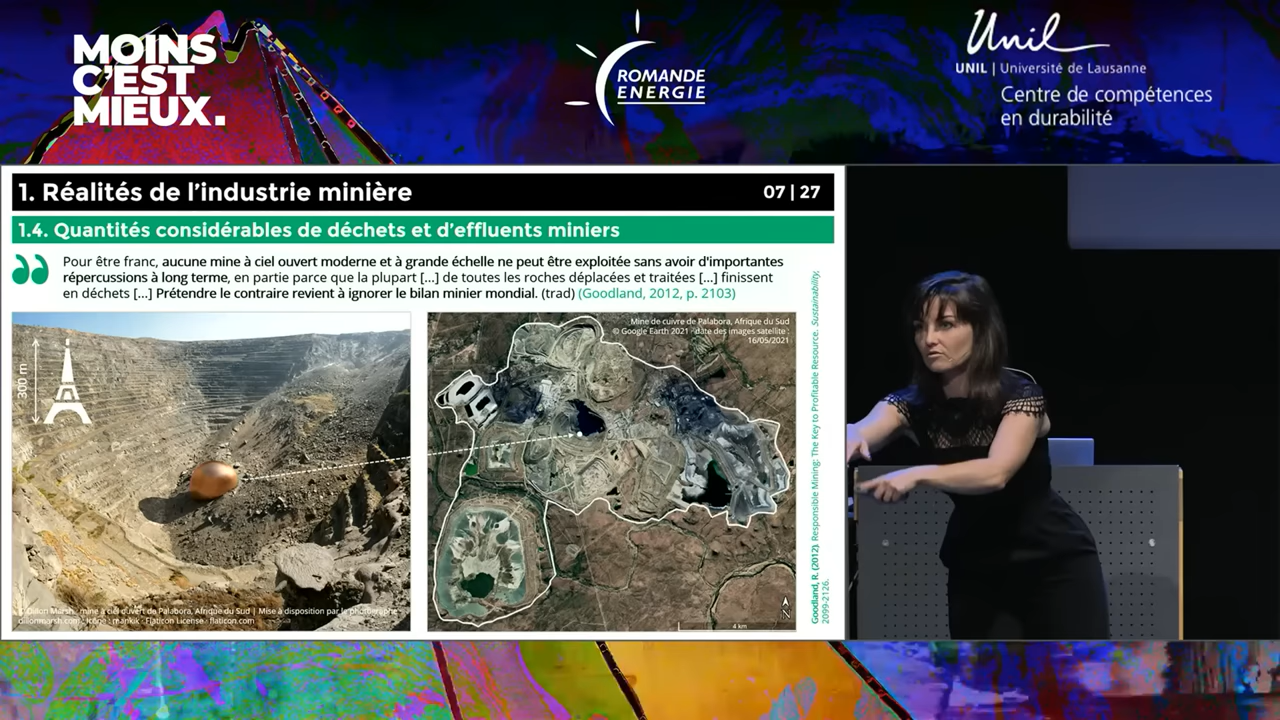 MOINS
C'EST
MIEUX.
ROMANDE
ENERGIE
Unil
UNIL | Université de Lausanne
Centre de compétences
en durabilité
1. Réalités de l'industrie minière
07 | 27
1.4. Quantités considérables de déchets et d'effluents miniers
Pour être franc, aucune mine à ciel ouvert moderne et à grande échelle ne peut être exploitée sans avoir d'importantes
répercussions à long terme, en partie parce que la plupart [...] de toutes les roches déplacées et traitées [...] finissent
en déchets [...] Prétendre le contraire revient à ignorer le bilan minier mondial. (trad) (Goodland, 2012, p. 2103)
300 m
© Dillon Marsh, mine à ciel ouvert de Palabora, Afrique du Sud | Mise à disposition par le photographe
dillonmarsh.com, Icône : mankik - Flaticon License - flaticon.com
Mine de cuivre de Palabora, Afrique du Sud
© Google Earth 2021 - date des images satellite :
16/05/2021
N
4 km
Goodland, R. (2012). Responsible Mining: The Key to Profitable Resource. Sustainability,
2099-2126.